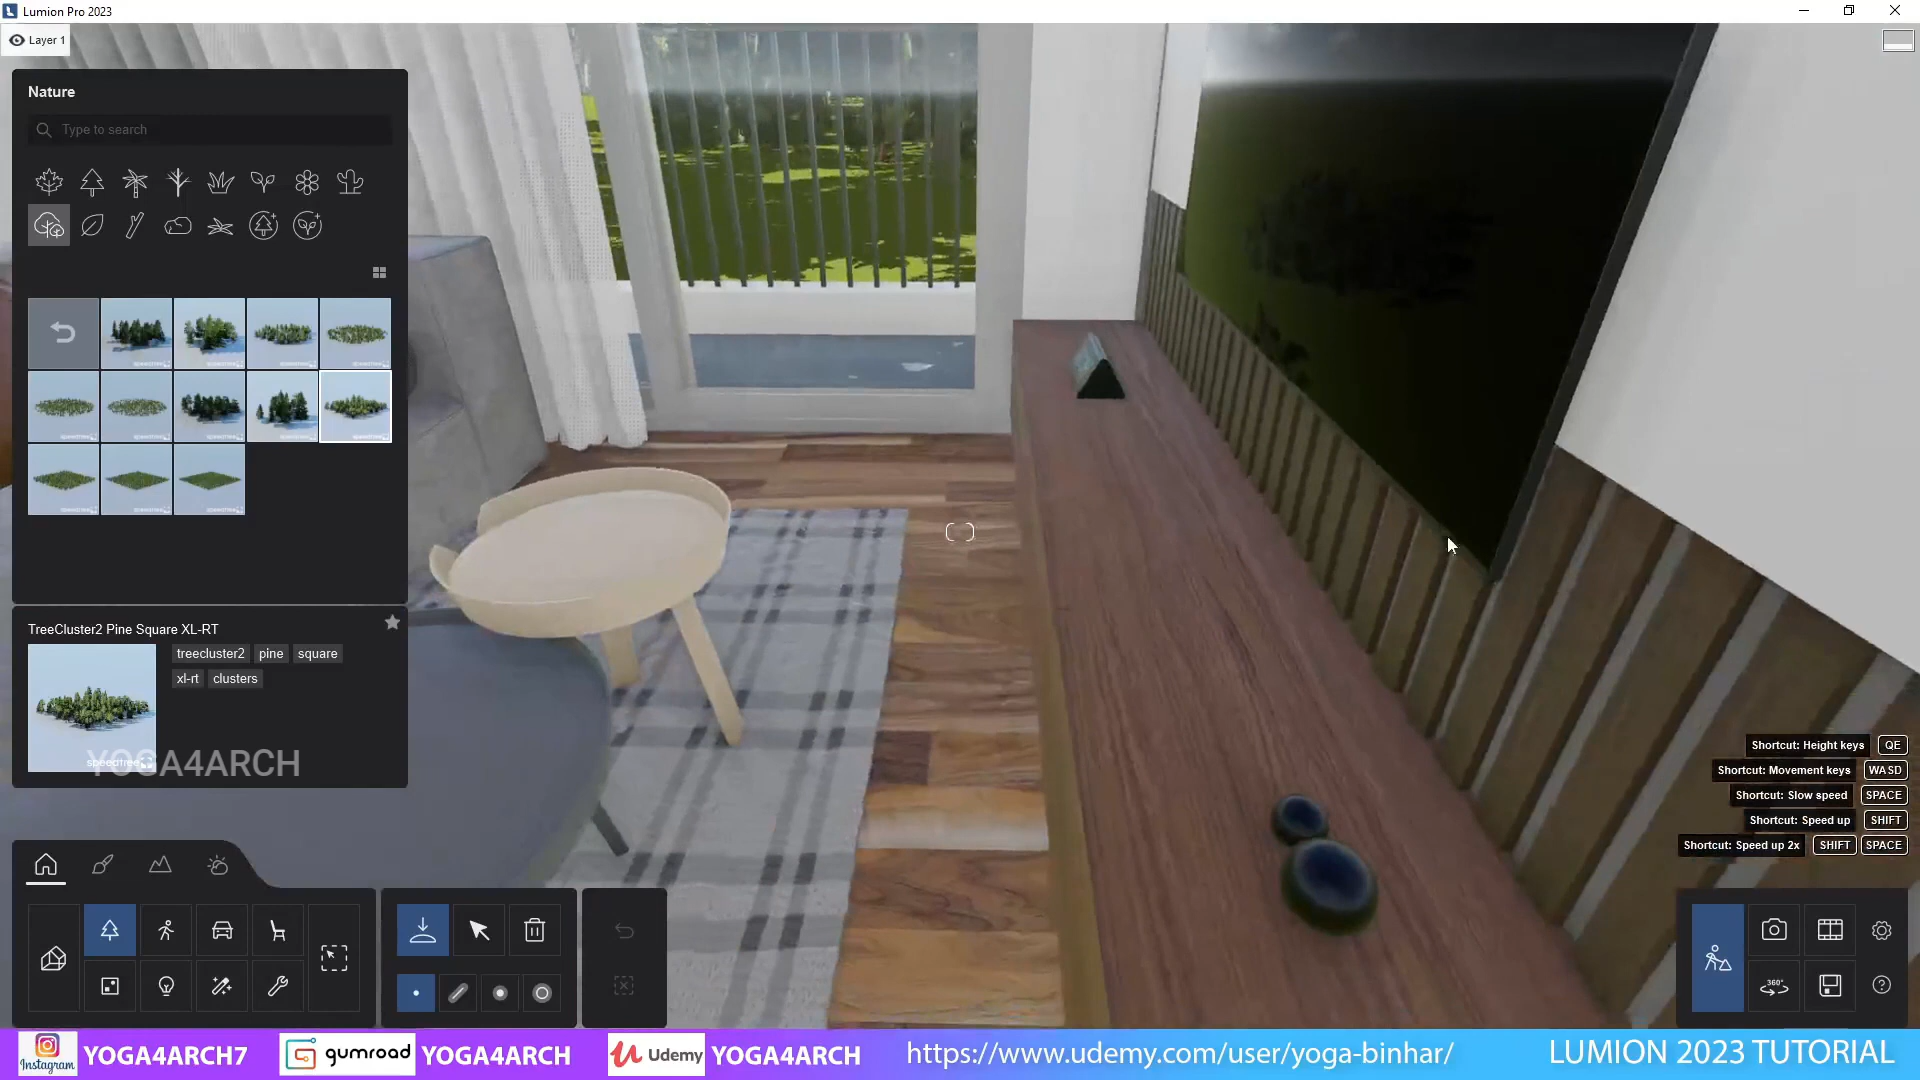 Lumion Pro 2023
Layer 1
Nature
Type to search
TreeCluster2 Pine Square XL-RT
treecluster2 pine square
xl-rt clusters
speedtree
YOGA4ARCH
Shortcut: Height keys QE
Shortcut: Movement keys WASD
Shortcut: Slow speed SPACE
Shortcut: Speed up SHIFT
Shortcut: Speed up 2x SHIFT SPACE
360°
Instagram YOGA4ARCH7 gumroad YOGA4ARCH Udemy YOGA4ARCH https://www.udemy.com/user/yoga-binhar/ LUMION 2023 TUTORIAL